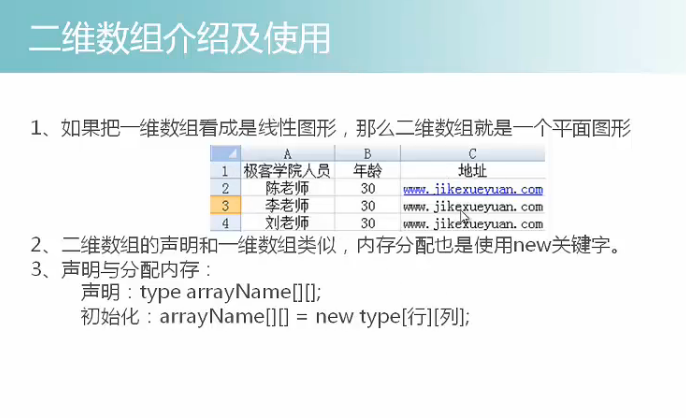 二维数组介绍及使用
1、如果把一维数组看成是线性图形，那么二维数组就是一个平面图形
A B C
1 极客学院人员 年龄 地址
2 陈老师 30 www.jikexueyuan.com
3 李老师 30 www.jikexueyuan.com
4 刘老师 30 www.jikexueyuan.com
2、二维数组的声明和一维数组类似，内存分配也是使用new关键字。
3、声明与分配内存：
声明：type arrayName[][];
初始化：arrayName[][] = new type[行][列];